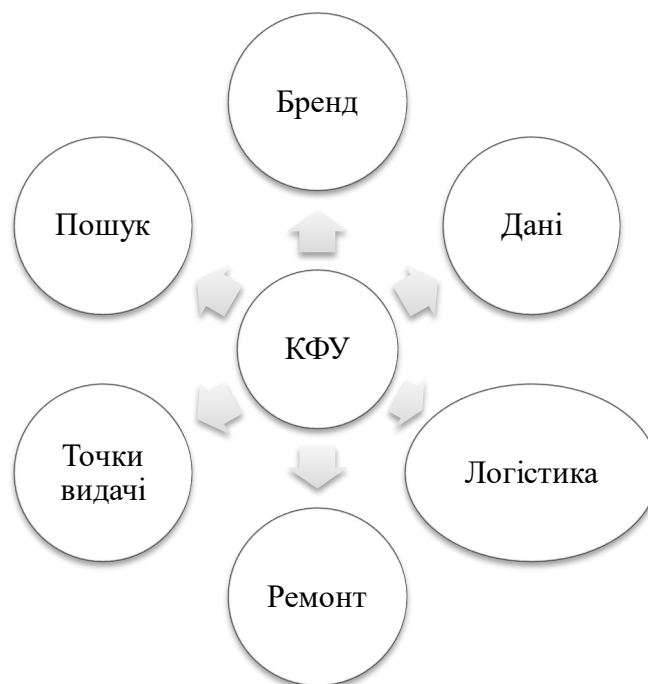 Бренд
Пошук
Дані
КФУ
Точки
видачі
Логістика
Ремонт